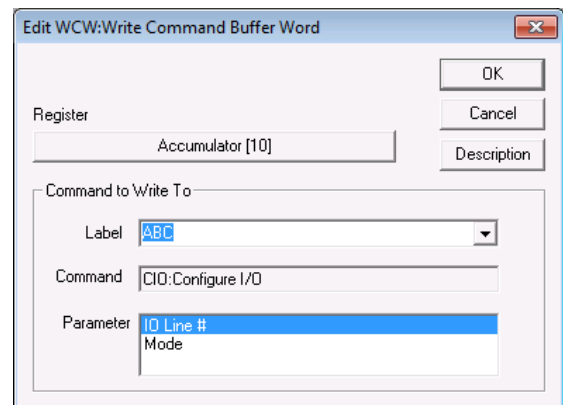 Edit WCW:Write Command Buffer Word
OK
Register
Cancel
Accumulator [10]
Description
Command to Write To
Label ABC
Command CIO:Configure I/O
Parameter IO Line #
Mode